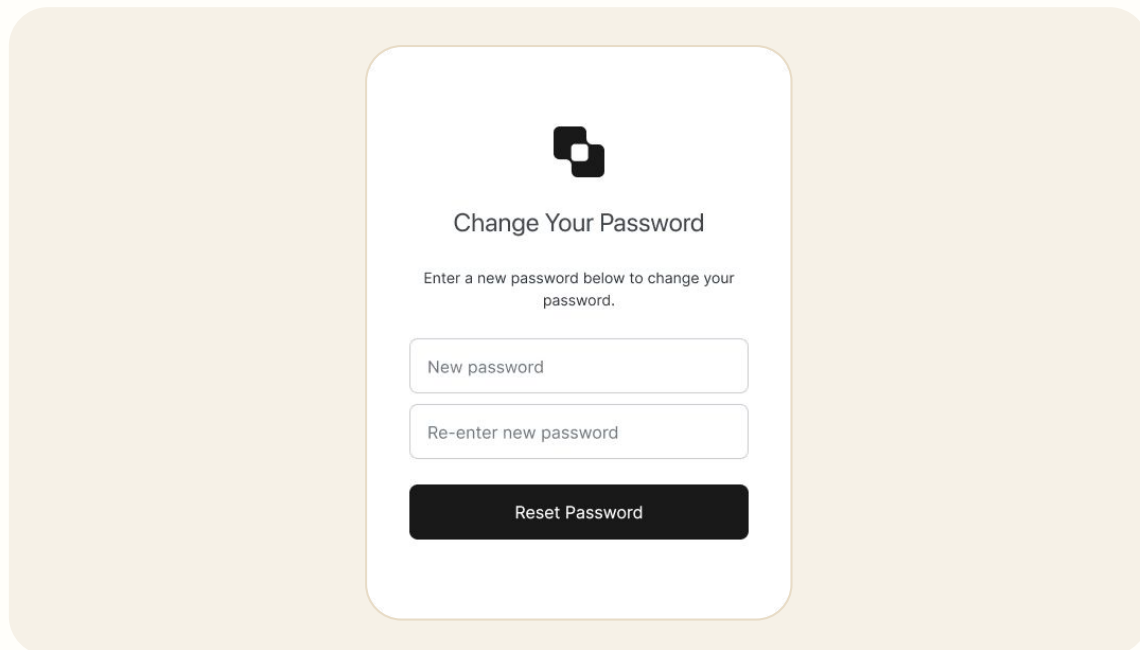 Change Your Password
Enter a new password below to change your
password.
New password
Re-enter new password
Reset Password